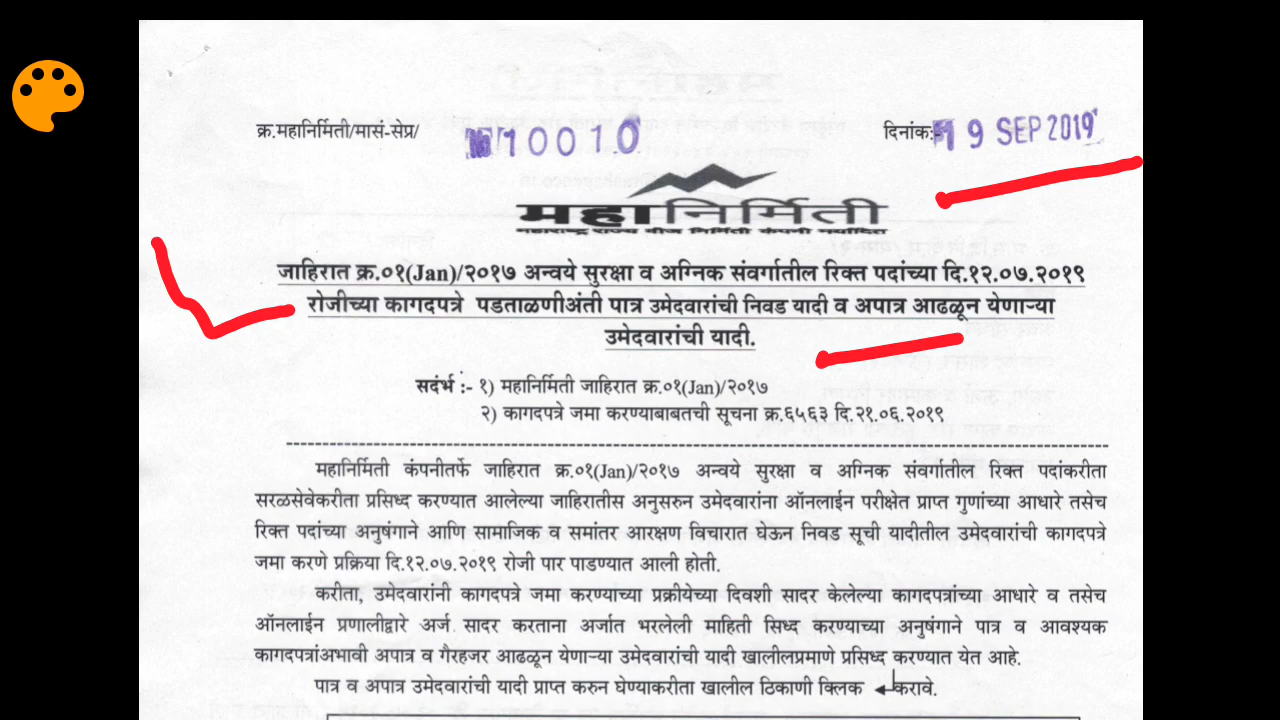 क्र.महानिर्मिती/मासं-सेप्र/ 10010 दिनांक: 19 SEP 2019
महानिर्मिती
महाराष्ट्र राज्य वीज निर्मिती कंपनी मर्यादित
जाहिरात क्र.०१(Jan)/२०१७ अन्वये सुरक्षा व अग्निक संवर्गातील रिक्त पदांच्या दि.१२.०७.२०१९
रोजीच्या कागदपत्रे पडताळणीअंती पात्र उमेदवारांची निवड यादी व अपात्र आढळून येणाऱ्या
उमेदवारांची यादी.
सदंर्भ :- १) महानिर्मिती जाहिरात क्र.०१(Jan)/२०१७
२) कागदपत्रे जमा करण्याबाबतची सूचना क्र.६५६३ दि.२१.०६.२०१९
महानिर्मिती कंपनीतर्फे जाहिरात क्र.०१(Jan)/२०१७ अन्वये सुरक्षा व अग्निक संवर्गातील रिक्त पदांकरीता
सरळसेवेकरीता प्रसिध्द करण्यात आलेल्या जाहिरातीस अनुसरुन उमेदवारांना ऑनलाईन परीक्षेत प्राप्त गुणांच्या आधारे तसेच
रिक्त पदांच्या अनुषंगाने आणि सामाजिक व समांतर आरक्षण विचारात घेऊन निवड सूची यादीतील उमेदवारांची कागदपत्रे
जमा करणे प्रक्रिया दि.१२.०७.२०१९ रोजी पार पाडण्यात आली होती.
करीता, उमेदवारांनी कागदपत्रे जमा करण्यांच्या प्रक्रीयेच्या दिवशी सादर केलेल्या कागदपत्रांच्या आधारे व तसेच
ऑनलाईन प्रणालीद्वारे अर्ज सादर करताना अर्जात भरलेली माहिती सिध्द करण्याच्या अनुषंगाने पात्र व आवश्यक
कागदपत्रांअभावी अपात्र व गैरहजर आढळून येणाऱ्या उमेदवारांची यादी खालीलप्रमाणे प्रसिध्द करण्यात येत आहे.
पात्र व अपात्र उमेदवारांची यादी प्राप्त करुन घेण्याकरीता खालील ठिकाणी क्लिक करावे.